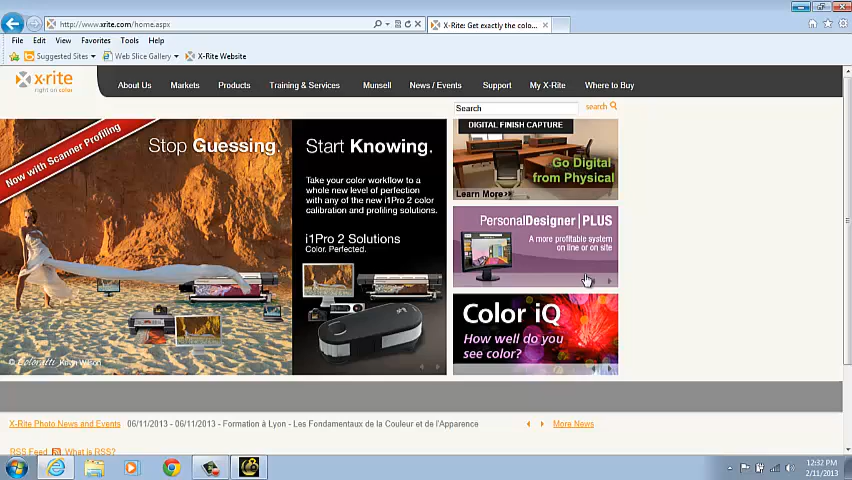 http://www.xrite.com/home.aspx
X-Rite: Get exactly the colo...
File Edit View Favorites Tools Help
Suggested Sites Web Slice Gallery X-Rite Website
x·rite
right on color
About Us Markets Products Training & Services Munsell News / Events Support My X-Rite Where to Buy
Search search
Now with Scanner Profiling
Stop Guessing.
Start Knowing.
Take your color workflow to a
whole new level of perfection
with any of the new i1Pro 2 color
calibration and profiling solutions.
i1Pro 2 Solutions
Color. Perfected.
DIGITAL FINISH CAPTURE
Go Digital
from Physical
Learn More>>
PersonalDesigner|PLUS
A more profitable system
on line or on site
Color iQ
How well do you
see color?
X-Rite Photo News and Events 06/11/2013 - 06/11/2013 - Formation à Lyon - Les Fondamentaux de la Couleur et de l'Apparence More News
RSS Feed What is RSS?
12:32 PM
2/11/2013